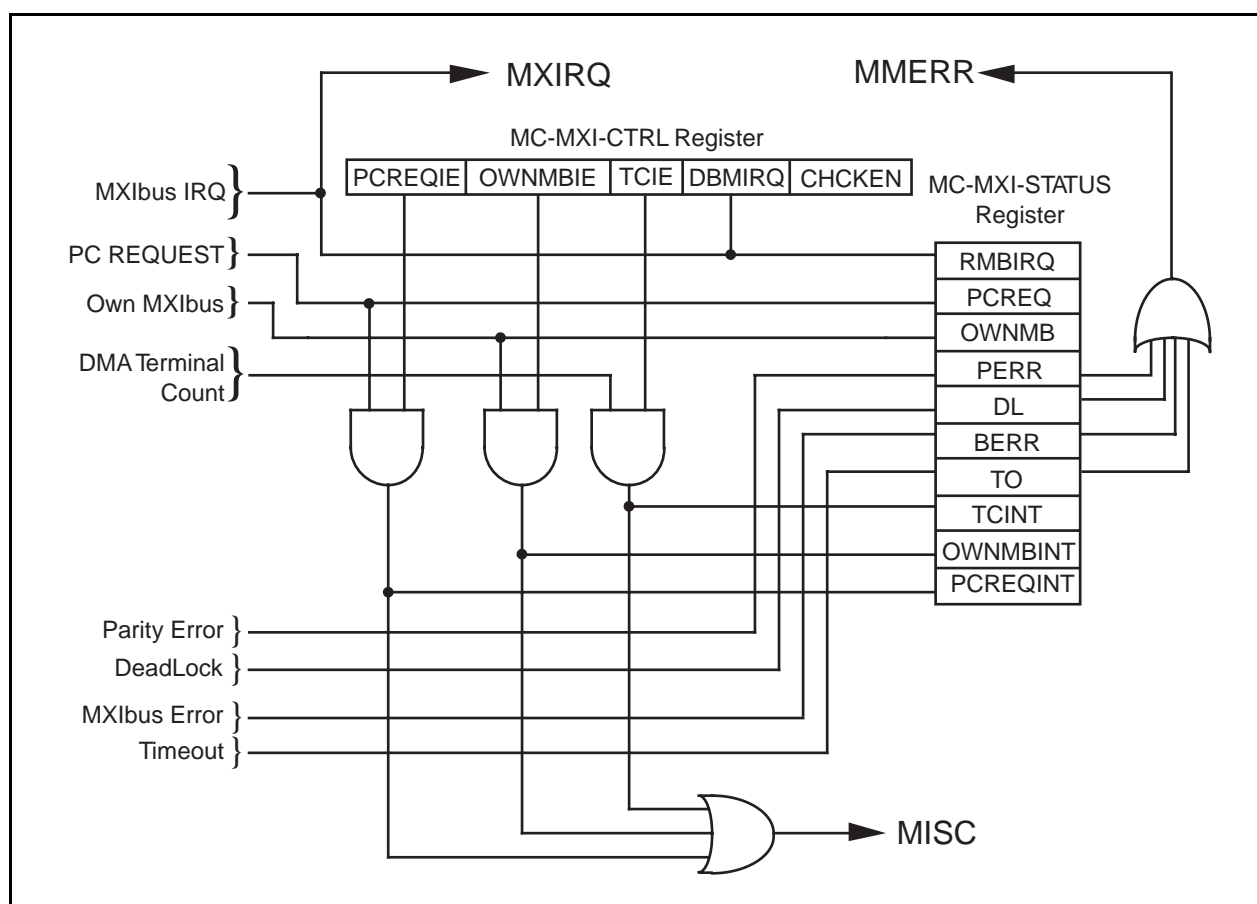 MXIRQ
MMERR
MC-MXI-CTRL Register
PCREQIE OWNMBIE TCIE DBMIRQ CHCKEN
MC-MXI-STATUS
Register
MXIbus IRQ}
PC REQUEST}
Own MXIbus}
DMA Terminal
Count}
RMBIRQ
PCREQ
OWNMB
PERR
DL
BERR
TO
TCINT
OWNMBINT
PCREQINT
Parity Error }
DeadLock }
MXIbus Error }
Timeout }
MISC